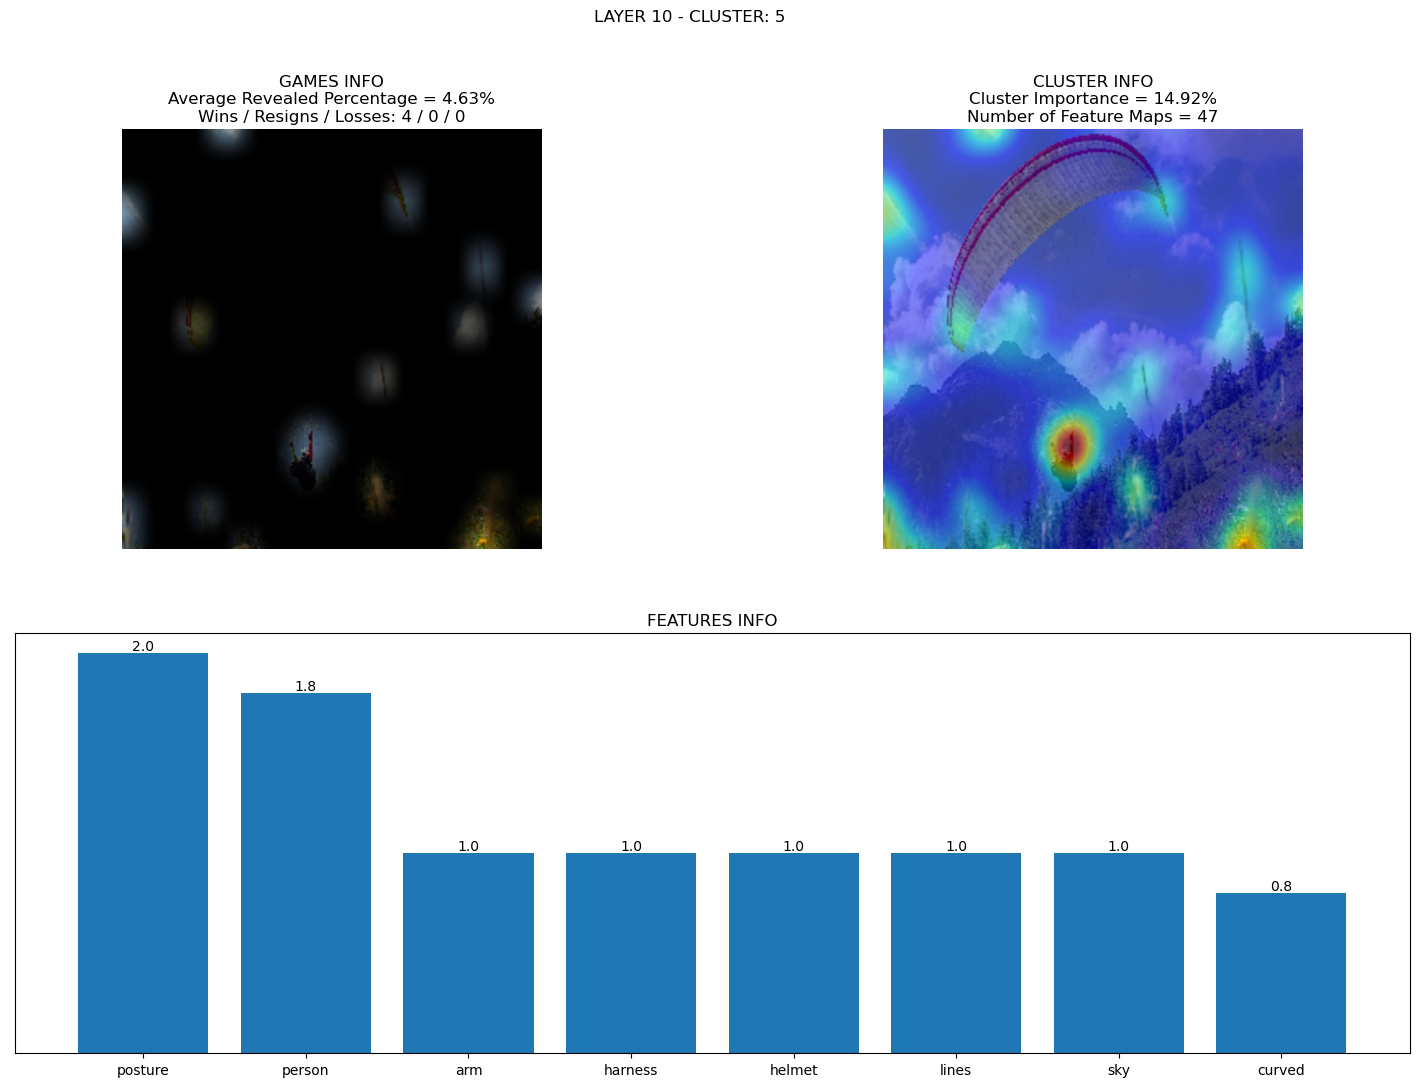 LAYER 10 - CLUSTER: 5
GAMES INFO
Average Revealed Percentage = 4.63%
Wins / Resigns / Losses: 4 / 0 / 0
CLUSTER INFO
Cluster Importance = 14.92%
Number of Feature Maps = 47
FEATURES INFO
2.0
1.8
1.0
1.0
1.0
1.0
1.0
0.8
posture
person
arm
harness
helmet
lines
sky
curved